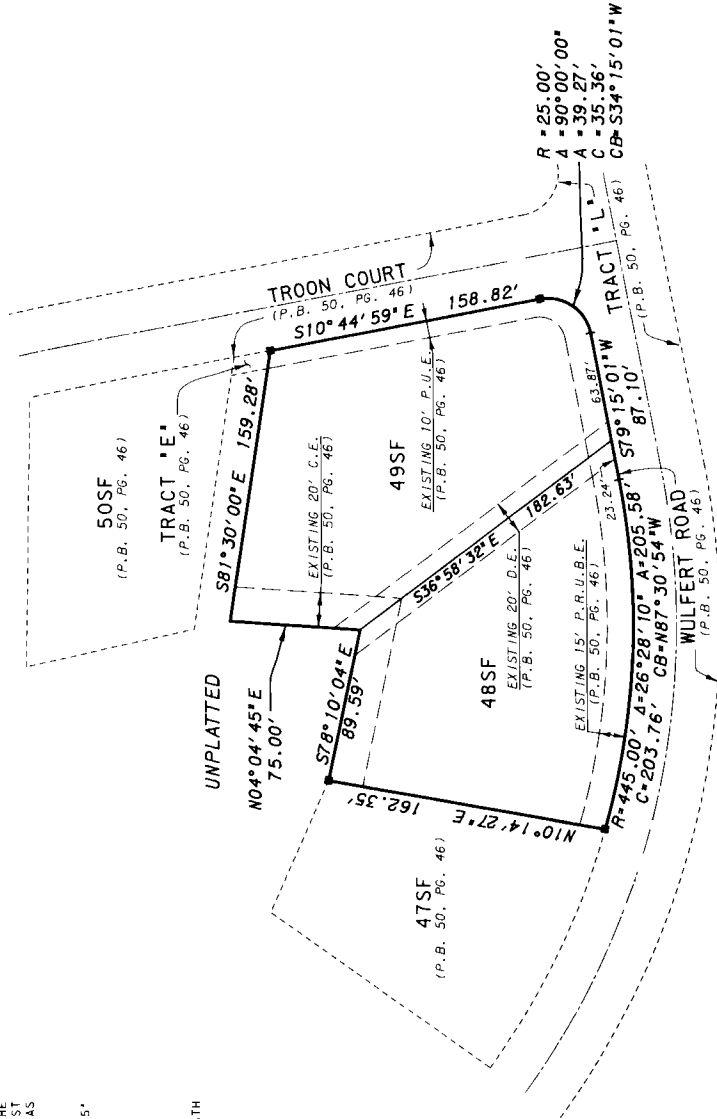 HE
ST
AS
5"
TH
50SF
(P.B. 50, PG. 46)
TRACT "E"
(P.B. 50, PG. 46)
UNPLATTED
N04°04'45"E
75.00'
S81°30'00"E 159.28'
EXISTING 20' C.E.
(P.B. 50, PG. 46)
TROON COURT
(P.B. 50, PG. 46)
S10°44'59"E 158.82'
49SF
EXISTING 10' P.U.E.
(P.B. 50, PG. 46)
R = 25.00'
Δ = 90°00'00"
A = 39.27'
C = 35.36'
CB= S34°15'01"W
TRACT "L"
(P.B. 50, PG. 46)
S78°10'04"E
89.59'
S36°58'32"E 182.63'
EXISTING 20' D.E.
(P.B. 50, PG. 46)
48SF
EXISTING 15' P.R.U.B.E.
(P.B. 50, PG. 46)
63.87'
23.24'
S79°15'01"W
87.10'
162.35'
N10°14'27"E
47SF
(P.B. 50, PG. 46)
R=445.00' Δ=26°28'10" A=205.58'
C=203.76' CB=N87°30'54"W
WULFERT ROAD
(P.B. 50, PG. 46)